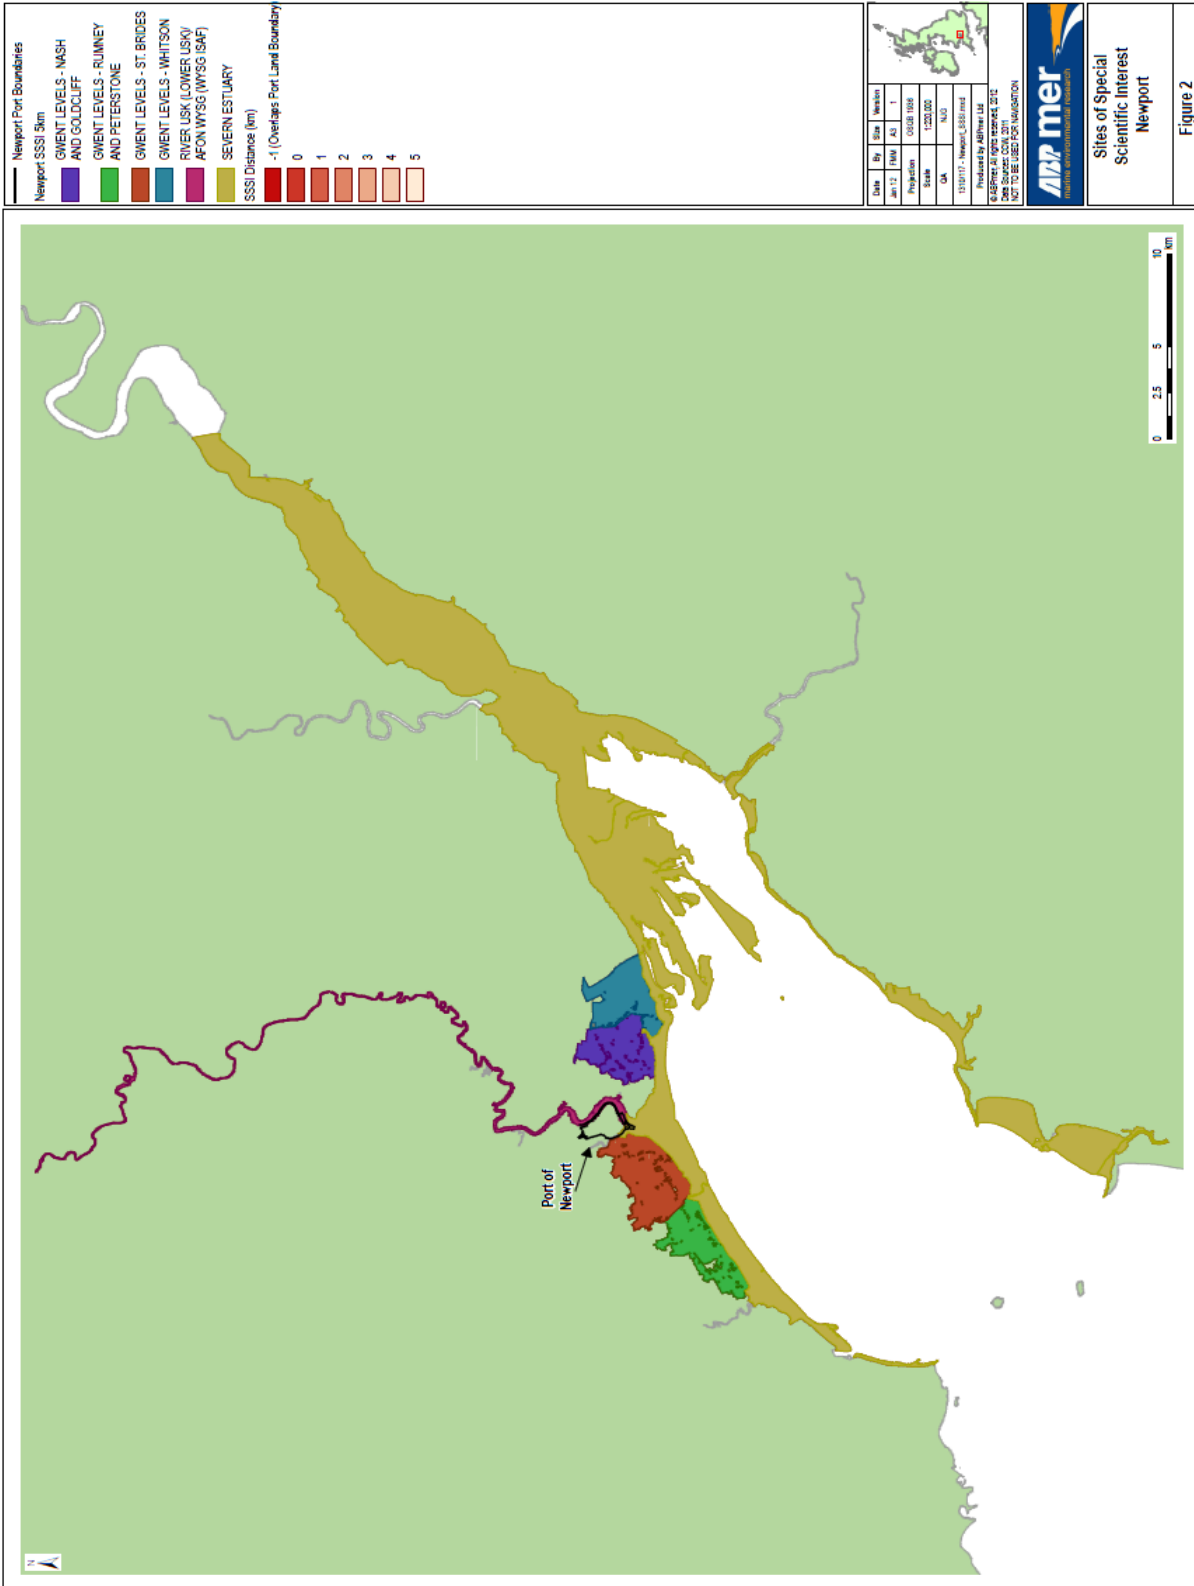 Newport Port Boundaries
Newport SSSI 5km
GWENT LEVELS - NASH
AND GOLDCLIFF
GWENT LEVELS - RUMNEY
AND PETERSTONE
GWENT LEVELS - ST. BRIDES
GWENT LEVELS - WHITSON
RIVER USK (LOWER USK)/
AFON WYSG (WYSG ISAF)
SEVERN ESTUARY
SSSI Distance (km)
-1 (Overlaps Port Land Boundary)
0
1
2
3
4
5
N
Port of
Newport
0 2.5 5 10
km
Date By Size Version
Jan 12 FMM A3 1
Projection OSGB 1936
Scale 1:220,000
QA NJG
Produced by ABPmer Ltd
© ABPmer, All rights reserved, 2012
Data Sources: CCW, 2011
NOT TO BE USED FOR NAVIGATION
ABP mer
marine environmental research
Sites of Special
Scientific Interest
Newport
Figure 2